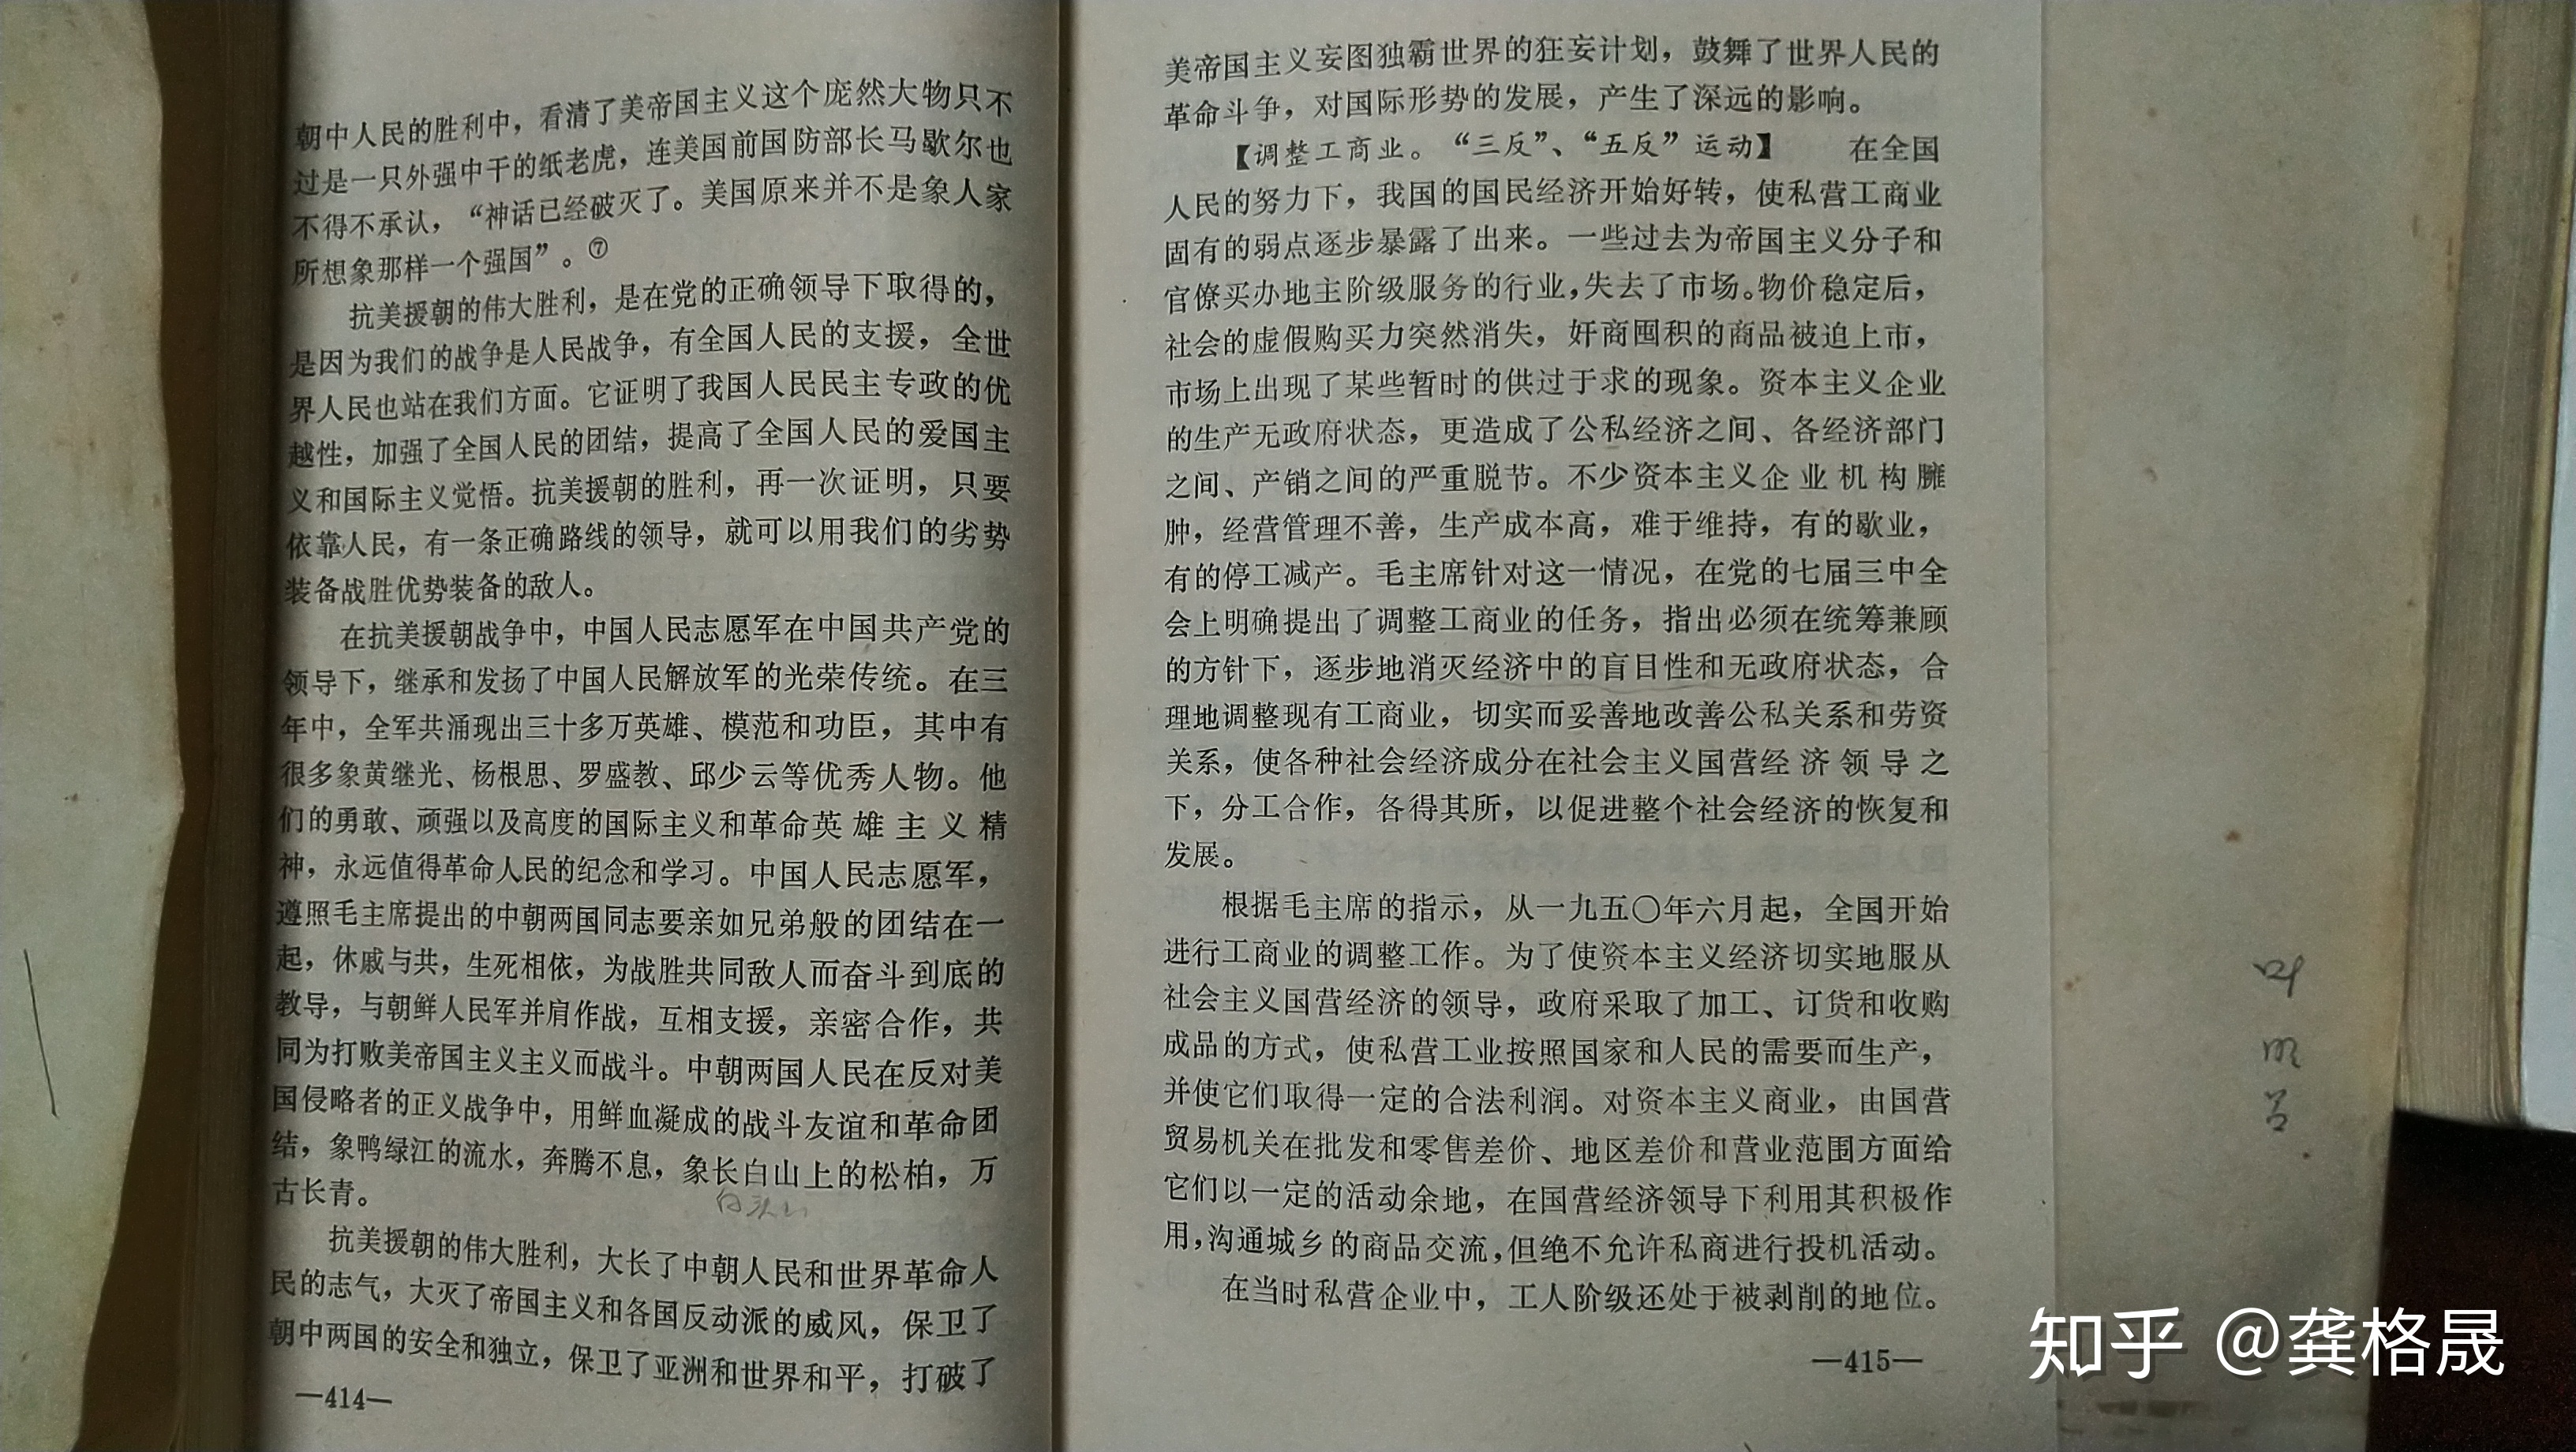 朝中人民的胜利中，看清了美帝国主义这个庞然大物只不
过是一只外强中干的纸老虎，连美国前国防部长马歇尔也
不得不承认，“神话已经破灭了。美国原来并不是象人家
所想象那样一个强国”。⑦
抗美援朝的伟大胜利，是在党的正确领导下取得的，
是因为我们的战争是人民战争，有全国人民的支援，全世
界人民也站在我们方面。它证明了我国人民民主专政的优
越性，加强了全国人民的团结，提高了全国人民的爱国主
义和国际主义觉悟。抗美援朝的胜利，再一次证明，只要
依靠人民，有一条正确路线的领导，就可以用我们的劣势
装备战胜优势装备的敌人。
在抗美援朝战争中，中国人民志愿军在中国共产党的
领导下，继承和发扬了中国人民解放军的光荣传统。在三
年中，全军共涌现出三十多万英雄、模范和功臣，其中有
很多象黄继光、杨根思、罗盛教、邱少云等优秀人物。他
们的勇敢、顽强以及高度的国际主义和革命英雄主义精
神，永远值得革命人民的纪念和学习。中国人民志愿军，
遵照毛主席提出的中朝两国同志要亲如兄弟般的团结在一
起，休戚与共，生死相依，为战胜共同敌人而奋斗到底的
教导，与朝鲜人民军并肩作战，互相支援，亲密合作，共
同为打败美帝国主义主义而战斗。中朝两国人民在反对美
国侵略者的正义战争中，用鲜血凝成的战斗友谊和革命团
结，象鸭绿江的流水，奔腾不息，象长白山上的松柏，万
古长青。
白头山
抗美援朝的伟大胜利，大长了中朝人民和世界革命人
民的志气，大灭了帝国主义和各国反动派的威风，保卫了
朝中两国的安全和独立，保卫了亚洲和世界和平，打破了
—414—
美帝国主义妄图独霸世界的狂妄计划，鼓舞了世界人民的
革命斗争，对国际形势的发展，产生了深远的影响。
【调整工商业。“三反”、“五反”运动】 在全国
人民的努力下，我国的国民经济开始好转，使私营工商业
固有的弱点逐步暴露了出来。一些过去为帝国主义分子和
官僚买办地主阶级服务的行业，失去了市场。物价稳定后，
社会的虚假购买力突然消失，奸商囤积的商品被迫上市，
市场上出现了某些暂时的供过于求的现象。资本主义企业
的生产无政府状态，更造成了公私经济之间、各经济部门
之间、产销之间的严重脱节。不少资本主义企业机构臃
肿，经营管理不善，生产成本高，难于维持，有的歇业，
有的停工减产。毛主席针对这一情况，在党的七届三中全
会上明确提出了调整工商业的任务，指出必须在统筹兼顾
的方针下，逐步地消灭经济中的盲目性和无政府状态，合
理地调整现有工商业，切实而妥善地改善公私关系和劳资
关系，使各种社会经济成分在社会主义国营经济领导之
下，分工合作，各得其所，以促进整个社会经济的恢复和
发展。
根据毛主席的指示，从一九五〇年六月起，全国开始
进行工商业的调整工作。为了使资本主义经济切实地服从
社会主义国营经济的领导，政府采取了加工、订货和收购
成品的方式，使私营工业按照国家和人民的需要而生产，
并使它们取得一定的合法利润。对资本主义商业，由国营
贸易机关在批发和零售差价、地区差价和营业范围方面给
它们以一定的活动余地，在国营经济领导下利用其积极作
用，沟通城乡的商品交流，但绝不允许私商进行投机活动。
在当时私营企业中，工人阶级还处于被剥削的地位。
—415—
知乎 @龚格晟